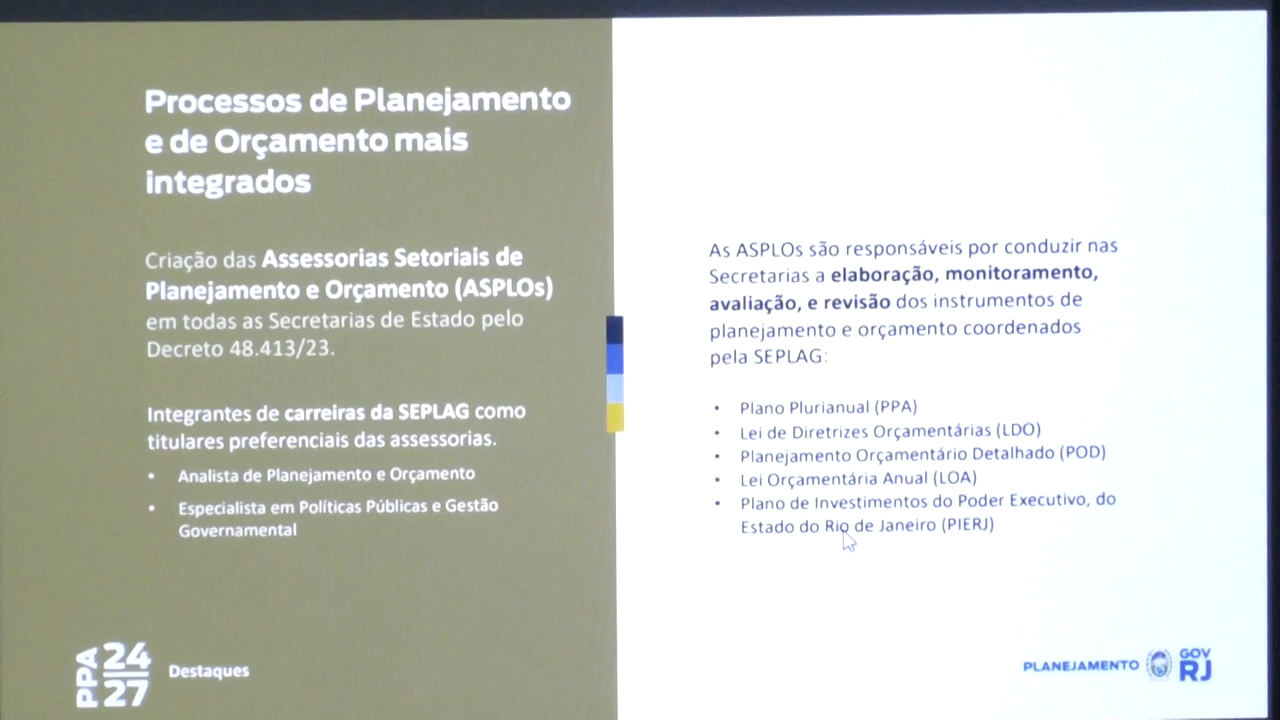 Processos de Planejamento
e de Orçamento mais
integrados
Criação das Assessorias Setoriais de
Planejamento e Orçamento (ASPLOs)
em todas as Secretarias de Estado pelo
Decreto 48.413/23.
Integrantes de carreiras da SEPLAG como
titulares preferenciais das assessorias.
• Analista de Planejamento e Orçamento
• Especialista em Políticas Públicas e Gestão
Governamental
PPA 24
27
Destaques
As ASPLOs são responsáveis por conduzir nas
Secretarias a elaboração, monitoramento,
avaliação, e revisão dos instrumentos de
planejamento e orçamento coordenados
pela SEPLAG:
• Plano Plurianual (PPA)
• Lei de Diretrizes Orçamentárias (LDO)
• Planejamento Orçamentário Detalhado (POD)
• Lei Orçamentária Anual (LOA)
• Plano de Investimentos do Poder Executivo, do
Estado do Rio de Janeiro (PIERJ)
PLANEJAMENTO
GOV
RJ